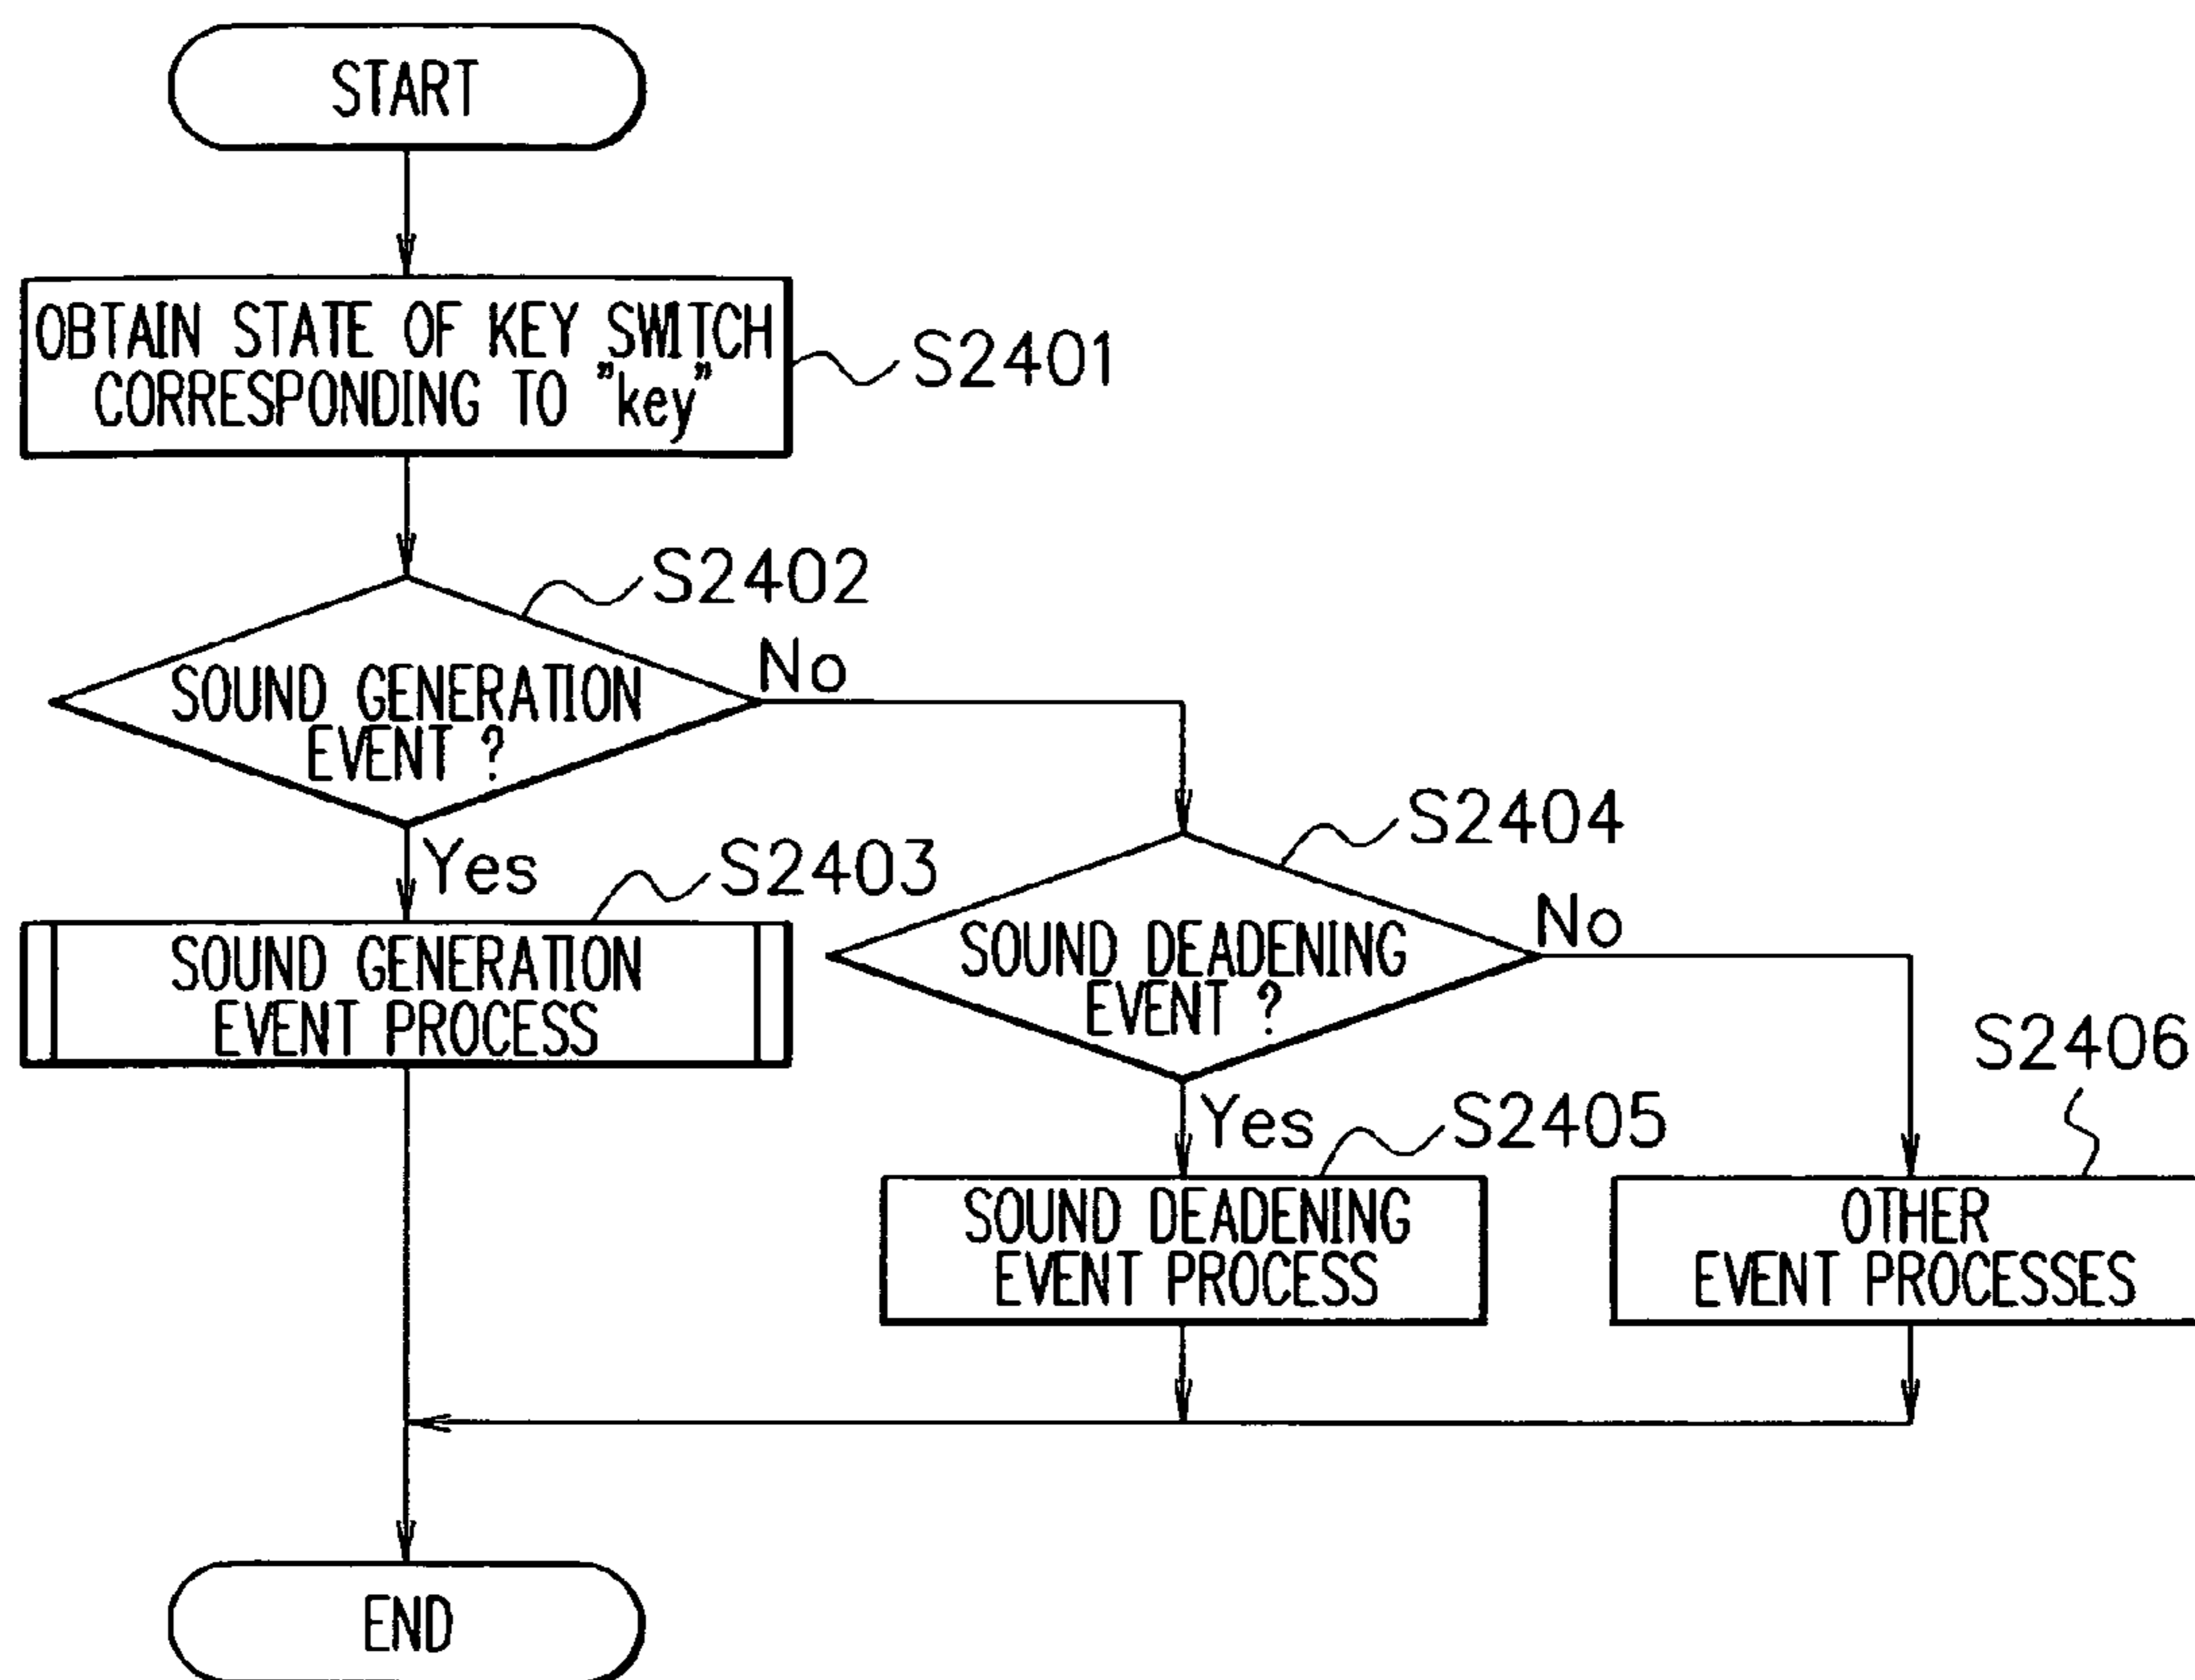 START
OBTAIN STATE OF KEY SWITCH
CORRESPONDING TO "key"
S2401
S2402
SOUND GENERATION
EVENT ?
No
Yes
S2403
SOUND GENERATION
EVENT PROCESS
S2404
SOUND DEADENING
EVENT ?
No
Yes
S2405
SOUND DEADENING
EVENT PROCESS
S2406
OTHER
EVENT PROCESSES
END